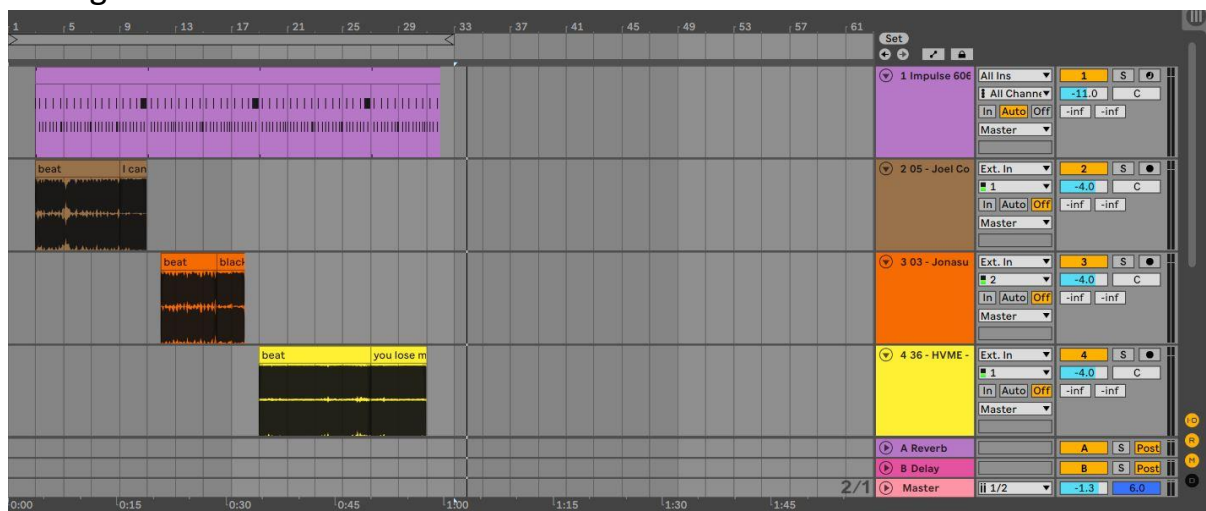 1 5 9 13 17 21 25 29 33 37 41 45 49 53 57 61
Set
1 Impulse 606 All Ins 1 S
All Channe -11.0 C
In Auto Off -inf -inf
Master
beat I can
2 05 - Joel Co Ext. In 2 S
1 -4.0 C
In Auto Off -inf -inf
Master
beat black
3 03 - Jonasu Ext. In 3 S
2 -4.0 C
In Auto Off -inf -inf
Master
beat you lose m
4 36 - HVME - Ext. In 4 S
1 -4.0 C
In Auto Off -inf -inf
Master
A Reverb A S Post
B Delay B S Post
2/1 Master 1/2 -1.3 6.0
0:00 0:15 0:30 0:45 1:00 1:15 1:30 1:45
I·O
R
M
D